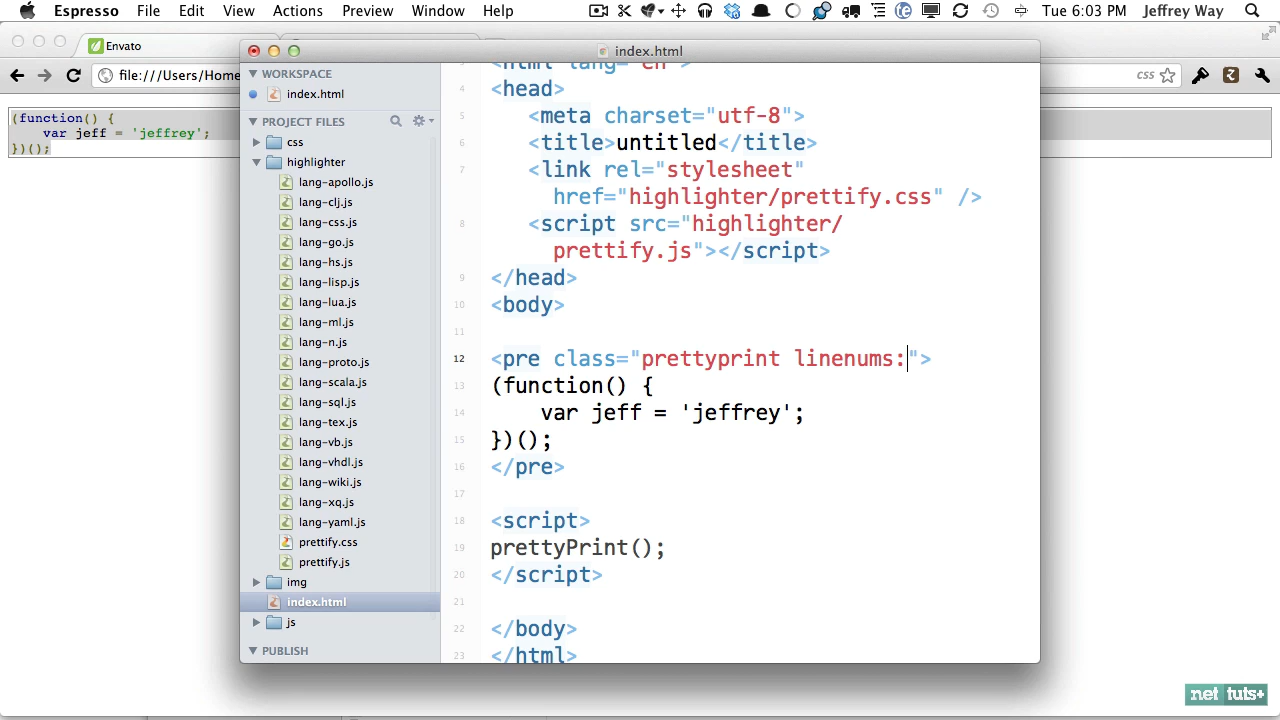 Espresso File Edit View Actions Preview Window Help Tue 6:03 PM Jeffrey Way
Envato
index.html
file:///Users/Home
css
(function() {
var jeff = 'jeffrey';
})();
WORKSPACE
index.html
PROJECT FILES
css
highlighter
lang-apollo.js
lang-clj.js
lang-css.js
lang-go.js
lang-hs.js
lang-lisp.js
lang-lua.js
lang-ml.js
lang-n.js
lang-proto.js
lang-scala.js
lang-sql.js
lang-tex.js
lang-vb.js
lang-vhdl.js
lang-wiki.js
lang-xq.js
lang-yaml.js
prettify.css
prettify.js
img
index.html
js
PUBLISH
<html lang="en">
4 <head>
5 <meta charset="utf-8">
6 <title>untitled</title>
7 <link rel="stylesheet"
href="highlighter/prettify.css" />
8 <script src="highlighter/
prettify.js"></script>
9 </head>
10 <body>
11
12 <pre class="prettyprint linenums:">
13 (function() {
14 var jeff = 'jeffrey';
15 })();
16 </pre>
17
18 <script>
19 prettyPrint();
20 </script>
21
22 </body>
23 </html>
net tuts+